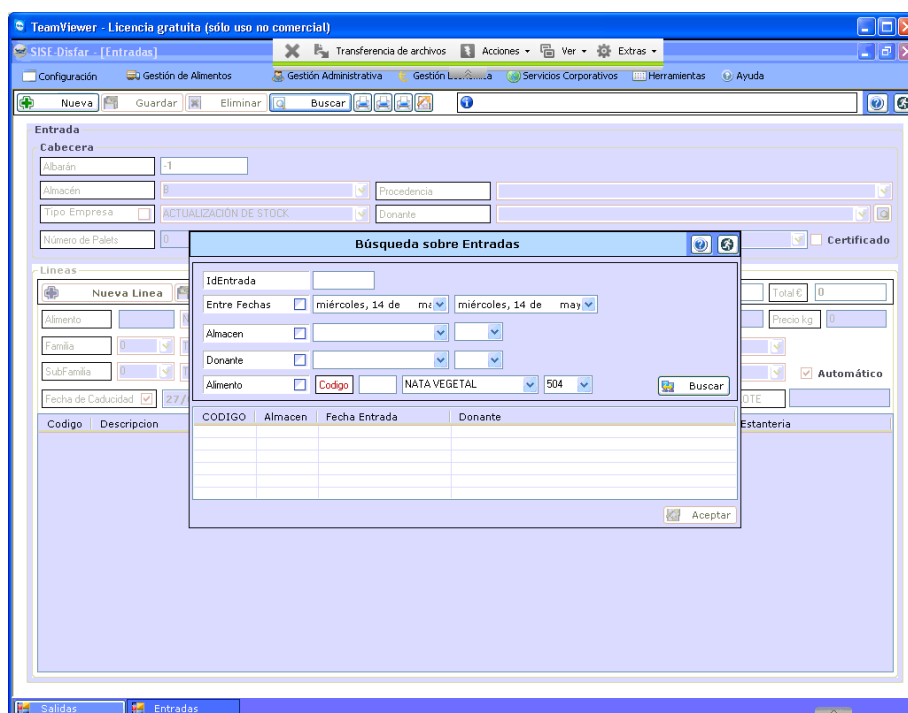 TeamViewer - Licencia gratuita (sólo uso no comercial)
SISE-Disfar - [Entradas]
Transferencia de archivos Acciones Ver Extras
Configuración Gestión de Alimentos Gestión Administrativa Gestión Servicios Corporativos Herramientas Ayuda
Nueva Guardar Eliminar Buscar
Entrada
Cabecera
Albarán -1
Almacén B Procedencia
Tipo Empresa ACTUALIZACIÓN DE STOCK Donante
Número de Palets 0 Certificado
Búsqueda sobre Entradas
Lineas
Nueva Linea Total € 0
Alimento Precio kg 0
Familia 0
SubFamilia 0 Automático
Fecha de Caducidad 27/
Codigo Descripcion Estanteria
IdEntrada
Entre Fechas miércoles, 14 de miércoles, 14 de may
Almacen
Donante
Alimento Codigo NATA VEGETAL 504 Buscar
CODIGO Almacen Fecha Entrada Donante
Aceptar
Salidas Entradas